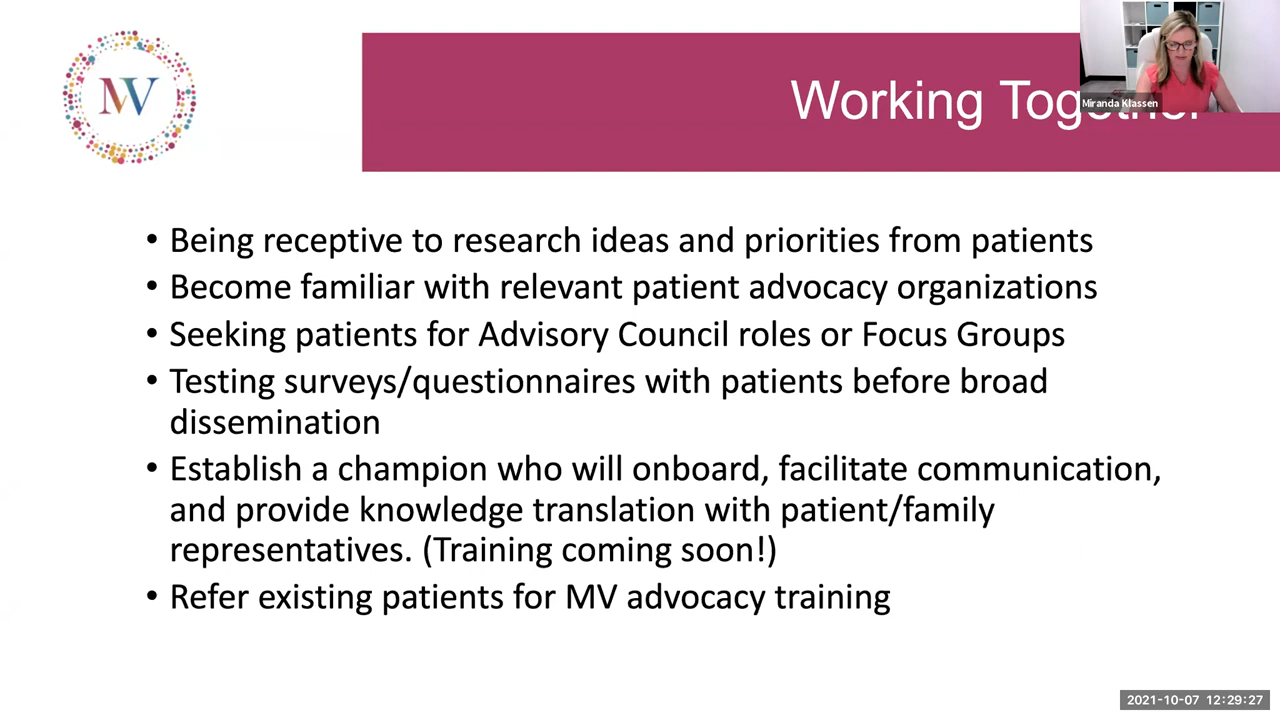 MV
Working Together
Miranda Klassen
• Being receptive to research ideas and priorities from patients
• Become familiar with relevant patient advocacy organizations
• Seeking patients for Advisory Council roles or Focus Groups
• Testing surveys/questionnaires with patients before broad
dissemination
• Establish a champion who will onboard, facilitate communication,
and provide knowledge translation with patient/family
representatives. (Training coming soon!)
• Refer existing patients for MV advocacy training
2021-10-07 12:29:27